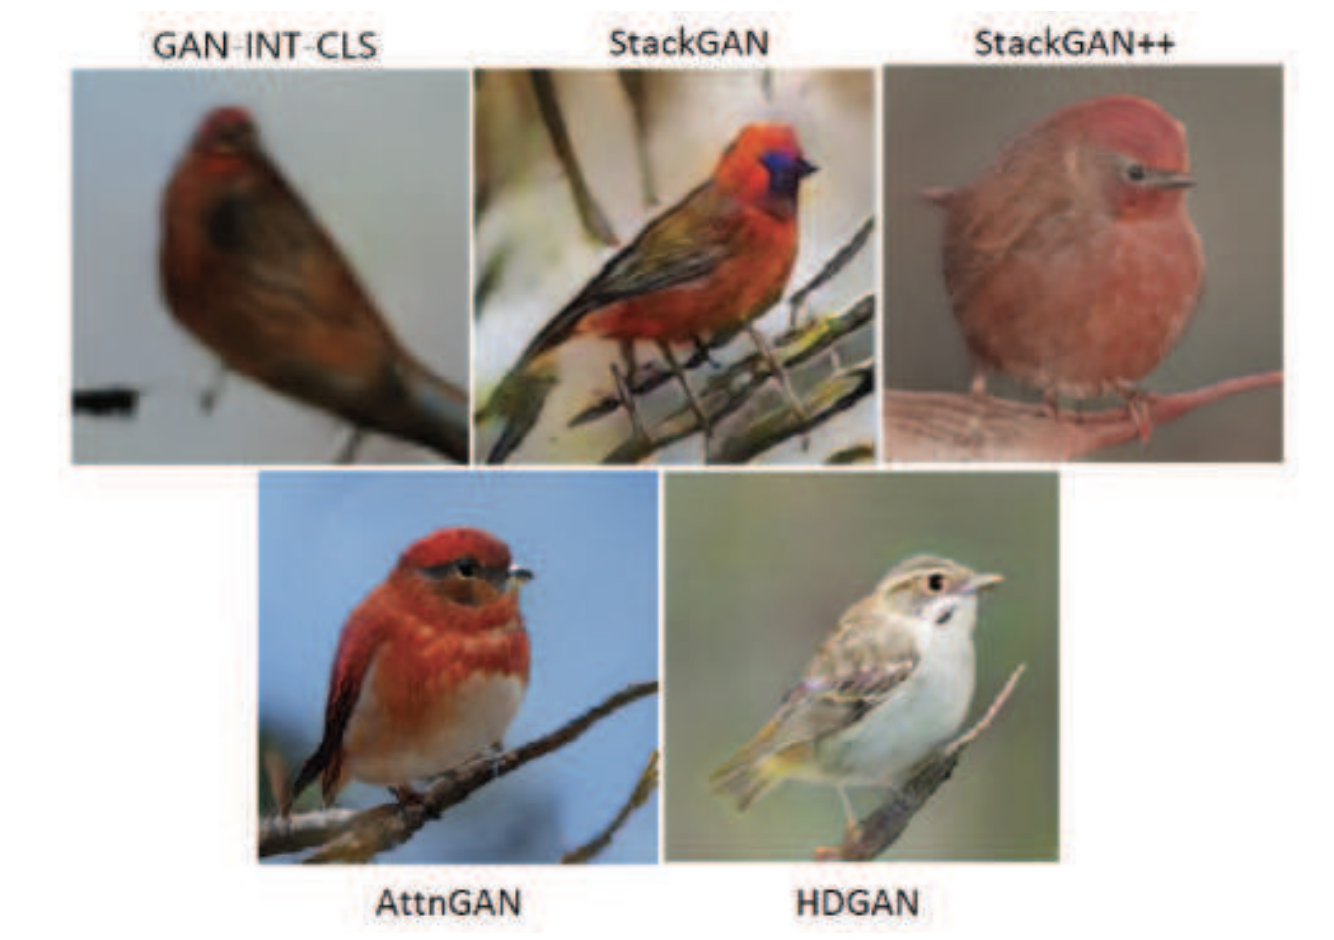 GAN-INT-CLS
StackGAN
StackGAN++
AttnGAN
HDGAN